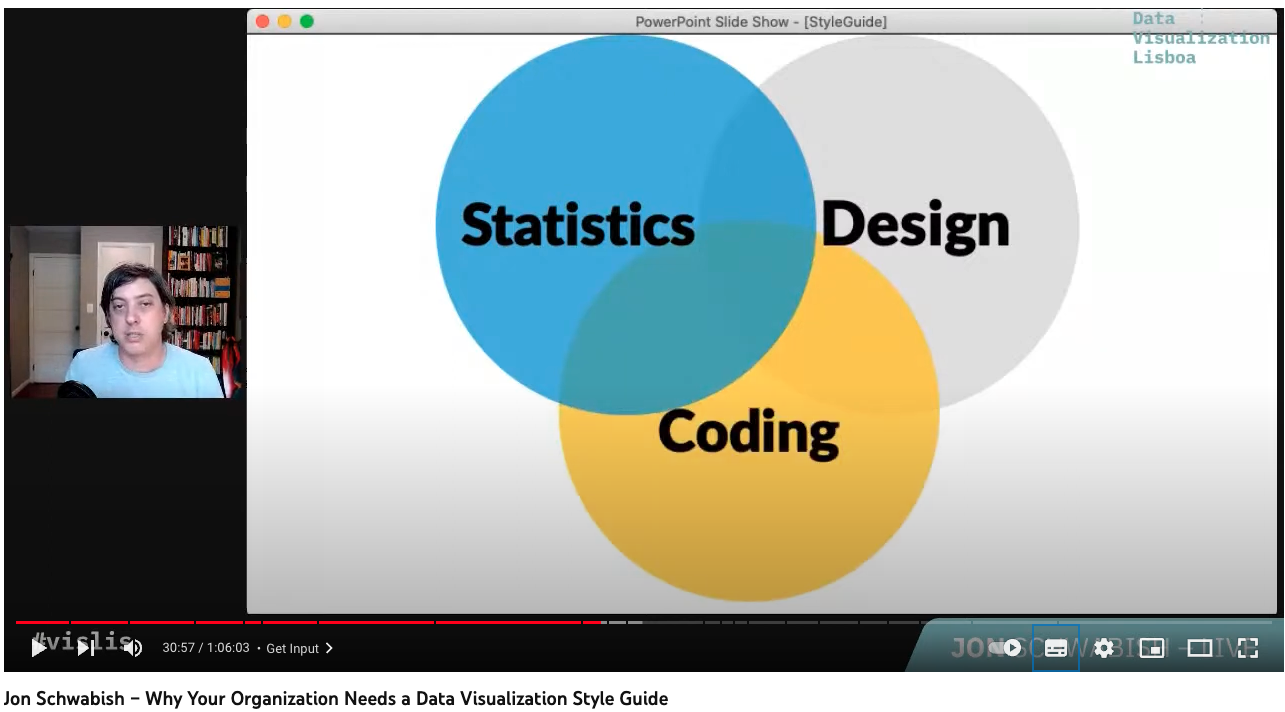 PowerPoint Slide Show - [StyleGuide]
Data
Visualization
Lisboa
Statistics
Design
Coding
#vislis
30:57 / 1:06:03 • Get Input
JON SCHWABISH – LIVE
Jon Schwabish – Why Your Organization Needs a Data Visualization Style Guide